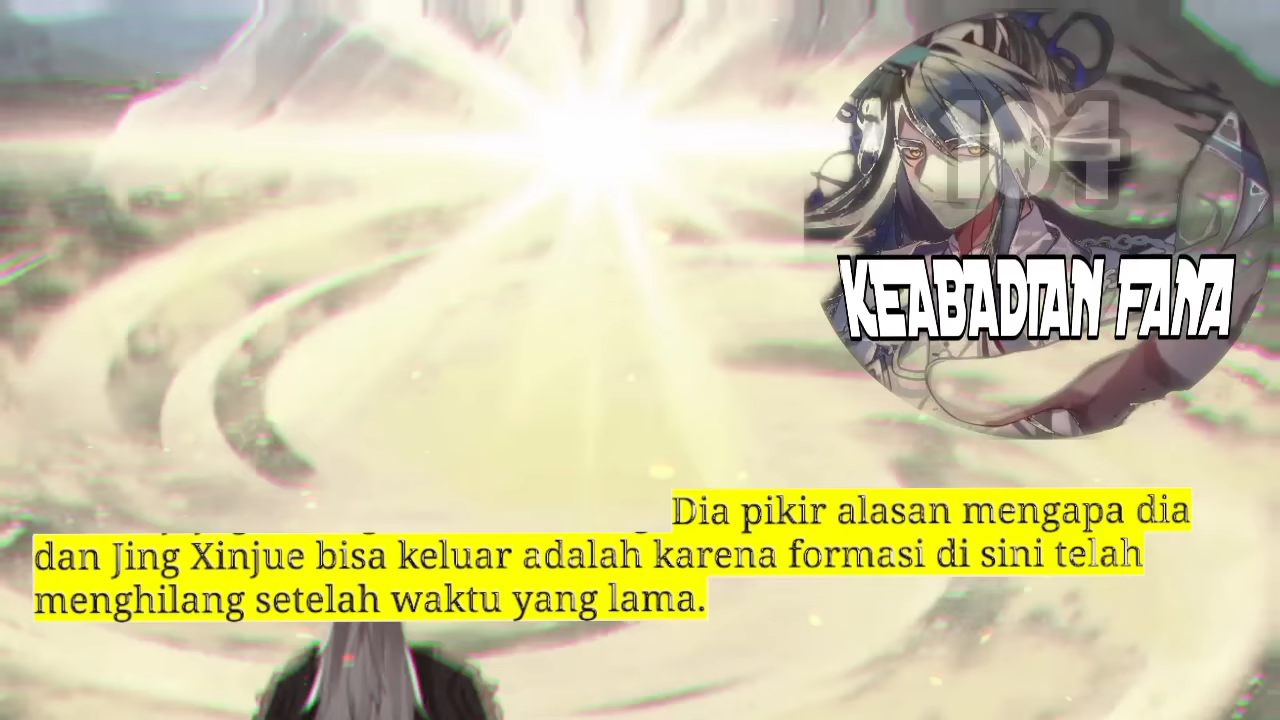 104
KEABADIAN FANA
Dia pikir alasan mengapa dia
dan Jing Xinjue bisa keluar adalah karena formasi di sini telah
menghilang setelah waktu yang lama.